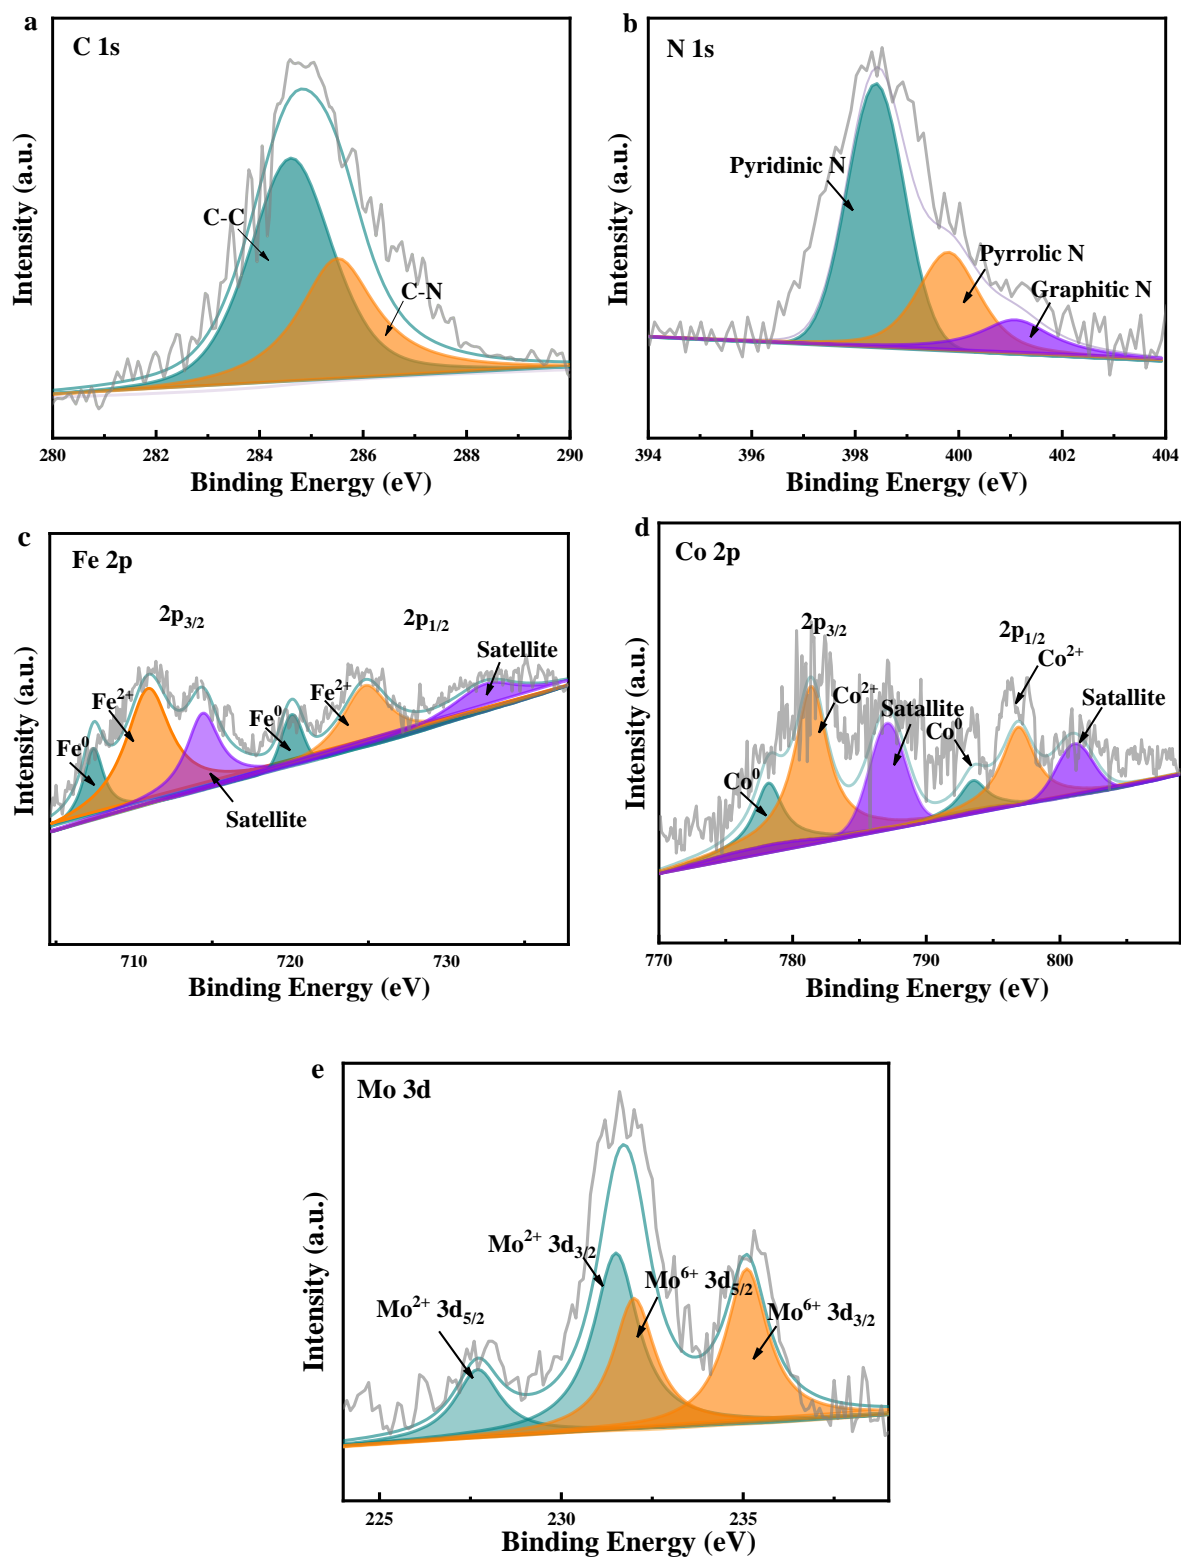 a
C 1s
C-C
C-N
Intensity (a.u.)
280 282 284 286 288 290
Binding Energy (eV)
b
N 1s
Pyridinic N
Pyrrolic N
Graphitic N
Intensity (a.u.)
394 396 398 400 402 404
Binding Energy (eV)
c
Fe 2p
2p3/2
2p1/2
Satellite
Fe2+
Fe2+
Fe0
Fe0
Satellite
Intensity (a.u.)
710 720 730
Binding Energy (eV)
d
Co 2p
2p3/2
2p1/2
Co2+
Co2+
Satallite
Satallite
Co0
Co0
Intensity (a.u.)
770 780 790 800
Binding Energy (eV)
e
Mo 3d
Mo2+ 3d3/2
Mo6+ 3d5/2
Mo2+ 3d5/2
Mo6+ 3d3/2
Intensity (a.u.)
225 230 235
Binding Energy (eV)